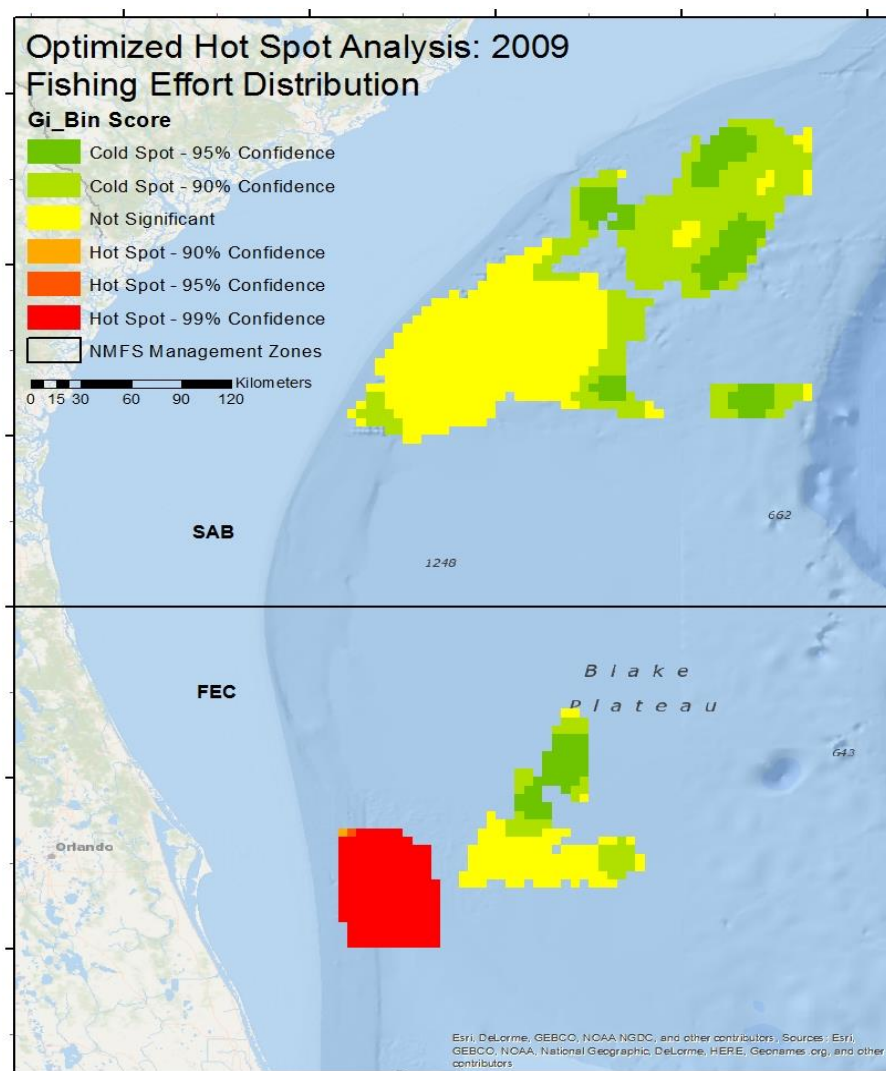 Optimized Hot Spot Analysis: 2009
Fishing Effort Distribution
Gi_Bin Score
Cold Spot - 95% Confidence
Cold Spot - 90% Confidence
Not Significant
Hot Spot - 90% Confidence
Hot Spot - 95% Confidence
Hot Spot - 99% Confidence
NMFS Management Zones
Kilometers
0 15 30 60 90 120
662
SAB
1248
Blake
Plateau
FEC
643
Orlando
Esri, DeLorme, GEBCO, NOAA NGDC, and other contributors, Sources: Esri,
GEBCO, NOAA, National Geographic, DeLorme, HERE, Geonames.org, and other
contributors